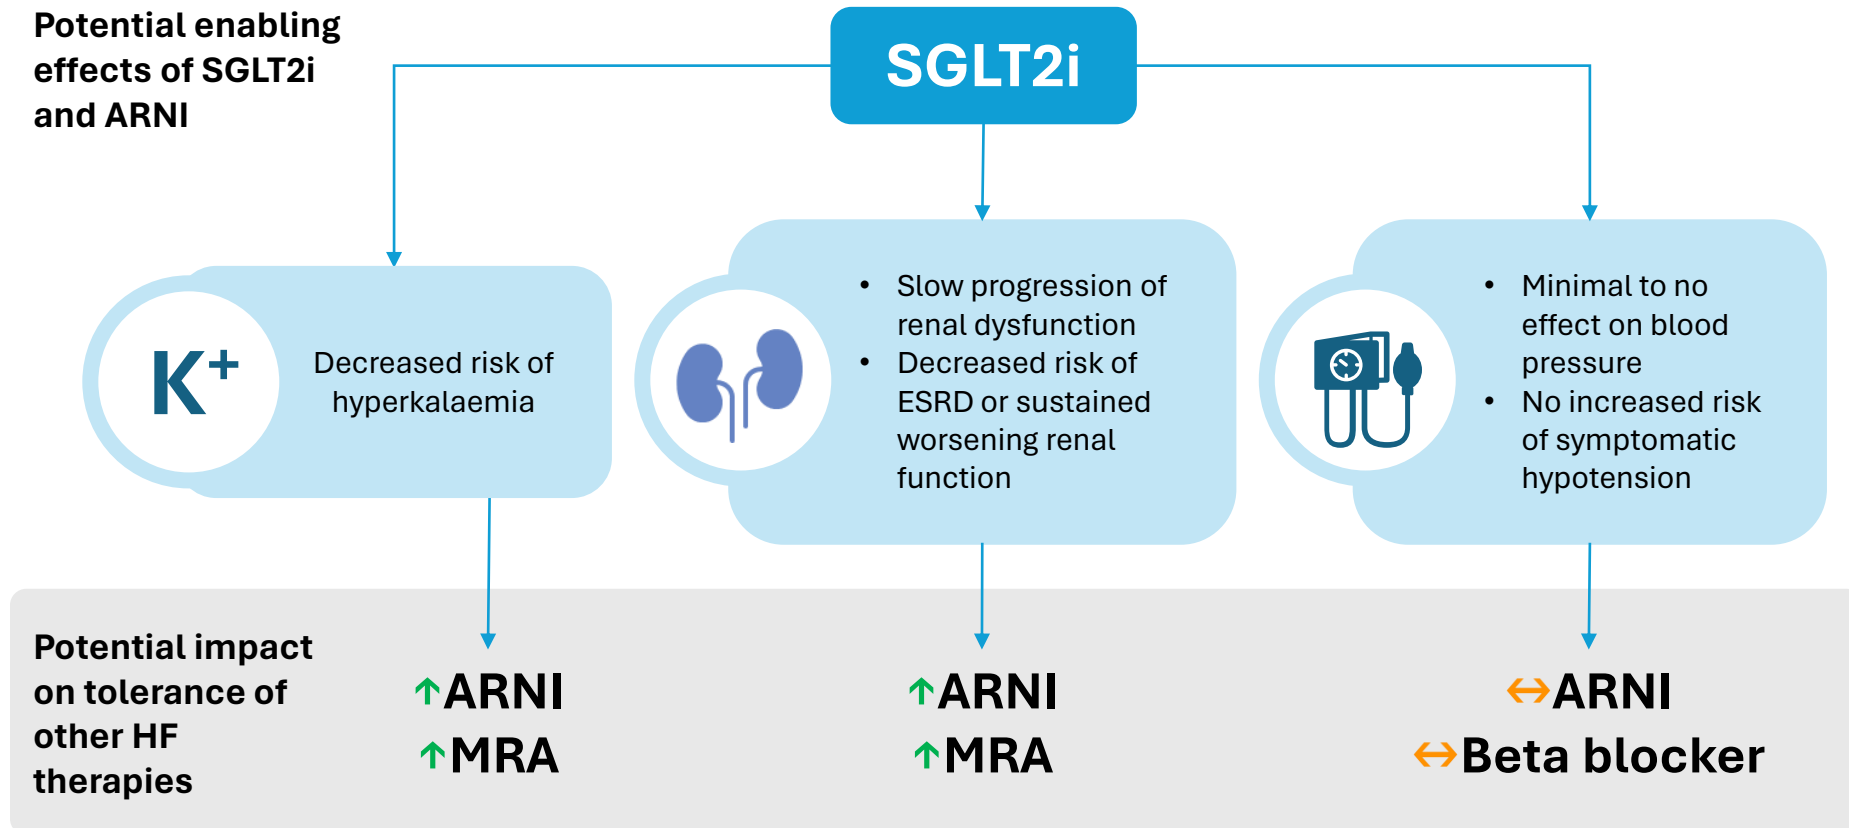 Potential enabling
effects of SGLT2i
and ARNI
SGLT2i
K+
Decreased risk of
hyperkalaemia
• Slow progression of
renal dysfunction
• Decreased risk of
ESRD or sustained
worsening renal
function
• Minimal to no
effect on blood
pressure
• No increased risk
of symptomatic
hypotension
Potential impact
on tolerance of
other HF
therapies
↑ARNI
↑MRA
↑ARNI
↑MRA
↔ARNI
↔Beta blocker